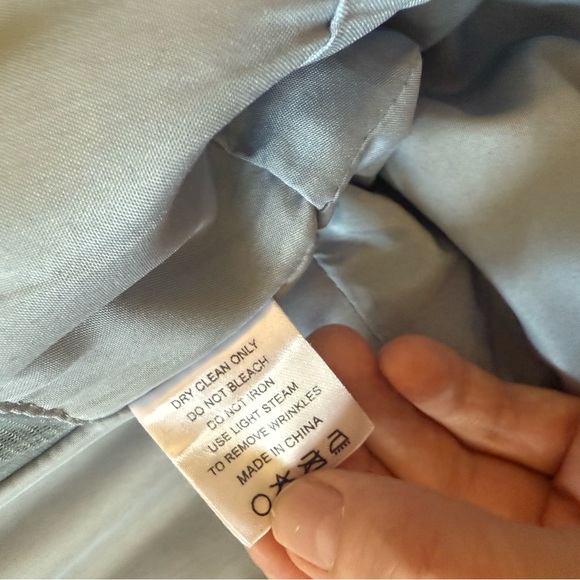 DRY CLEAN ONLY
DO NOT BLEACH
DO NOT IRON
USE LIGHT STEAM
TO REMOVE WRINKLES
MADE IN CHINA